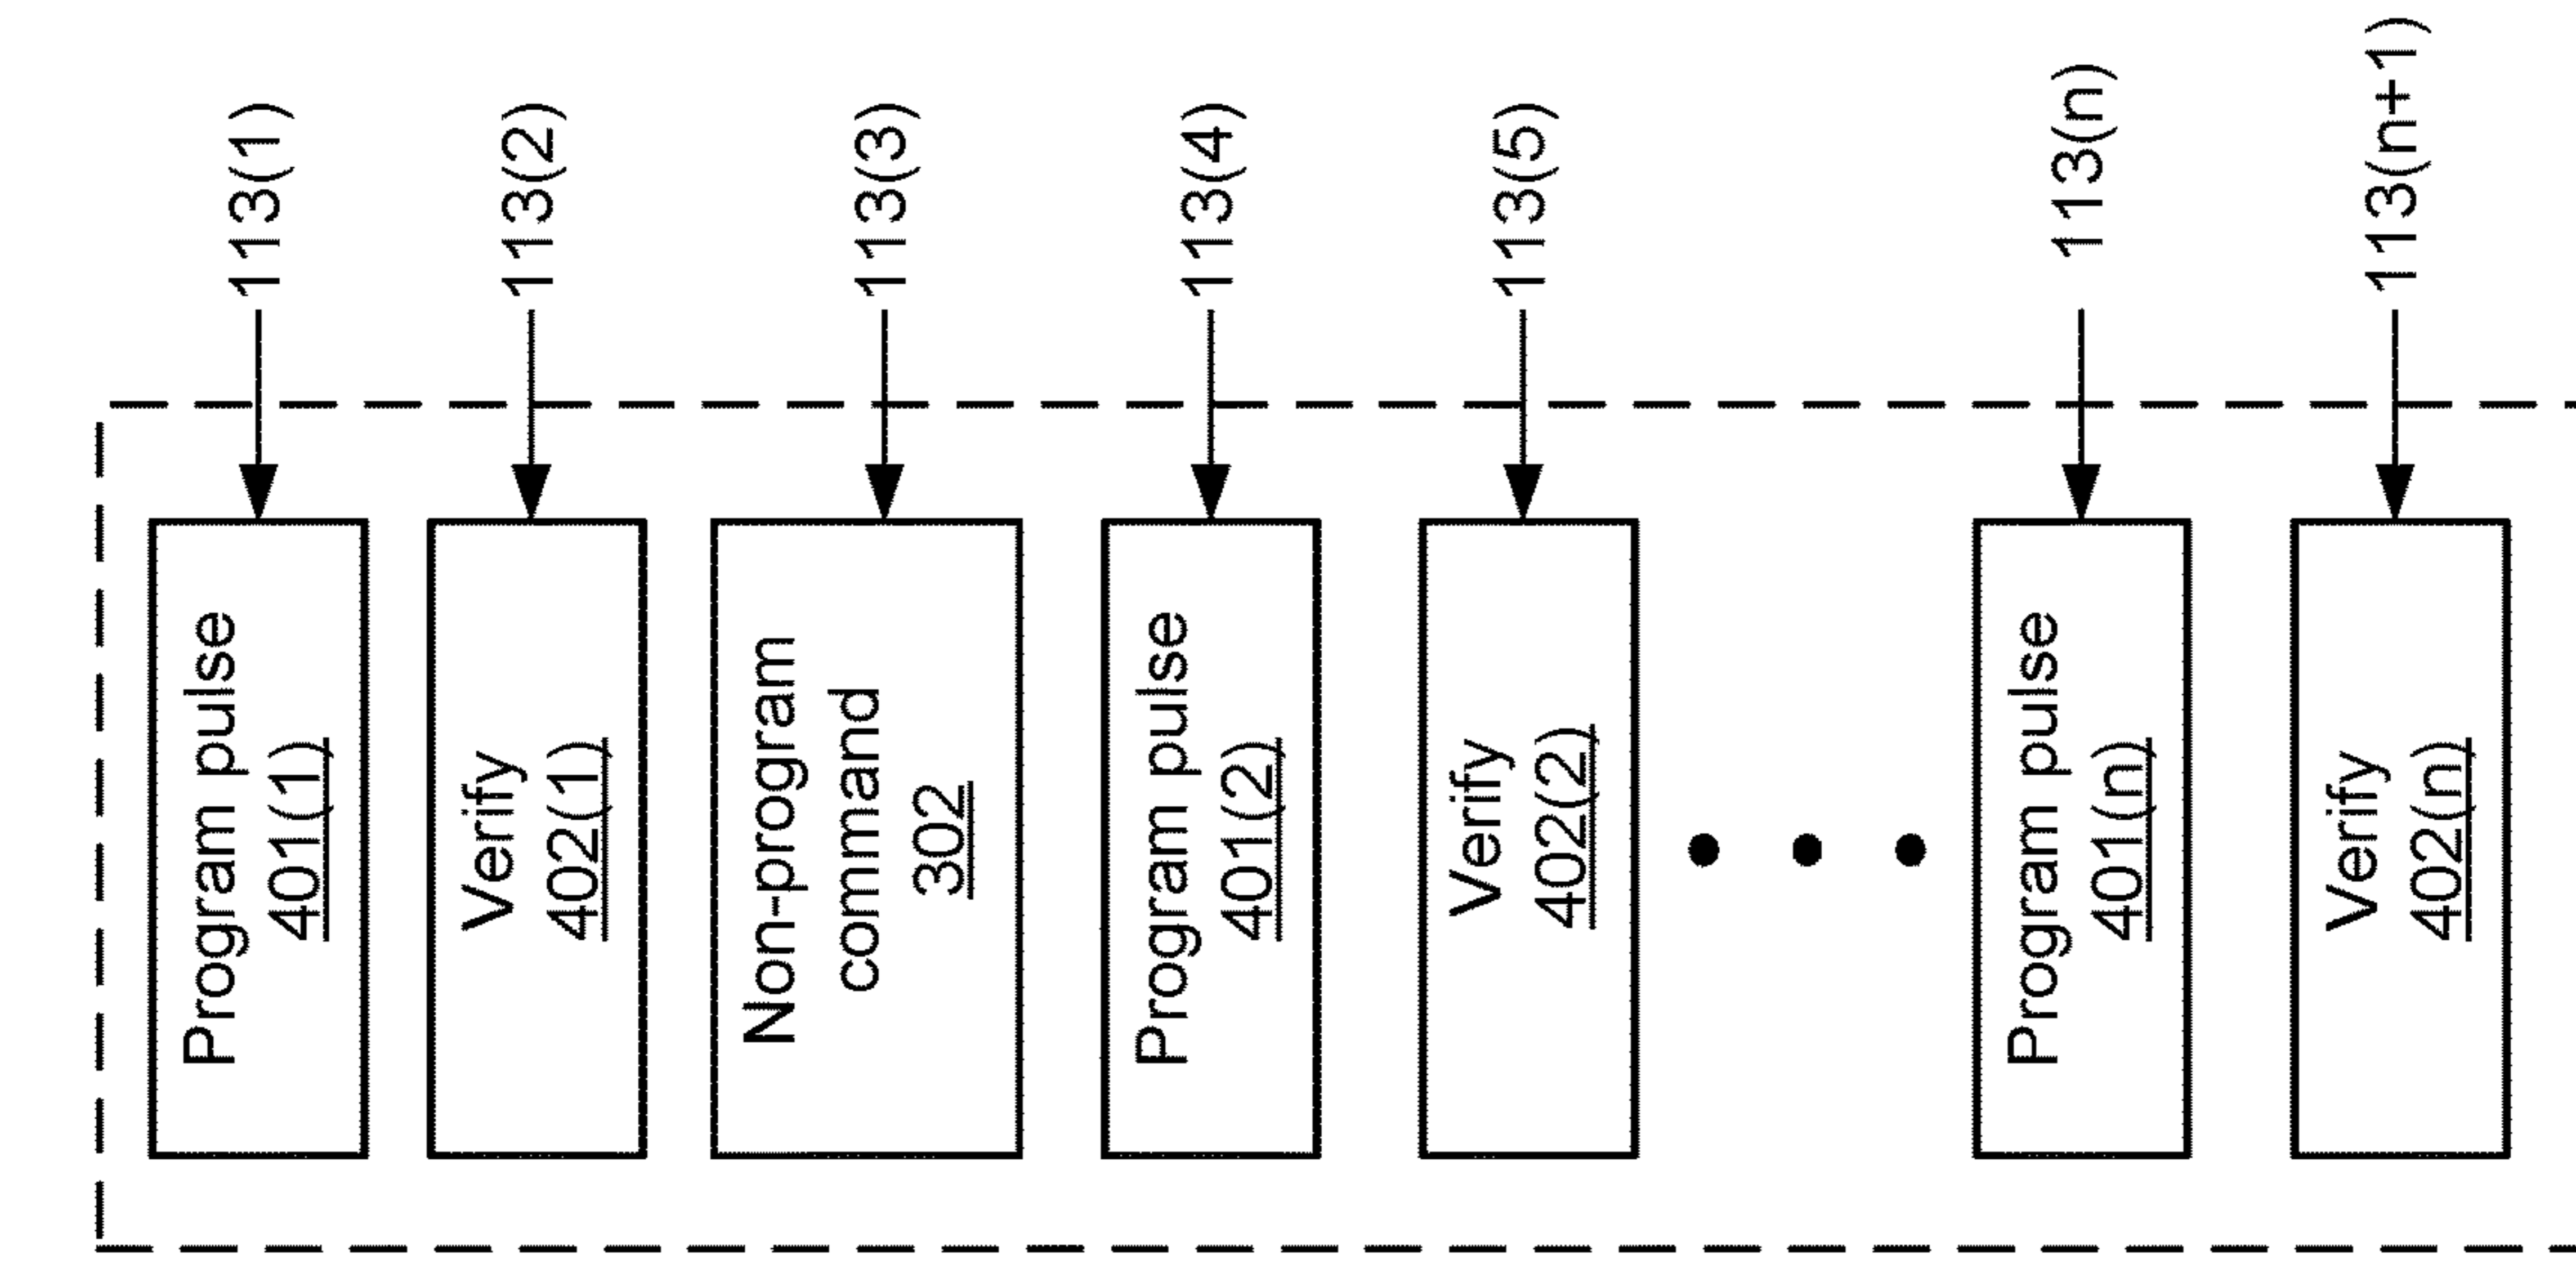 113(1)
Program pulse
401(1)
113(2)
Verify
402(1)
113(3)
Non-program
command
302
113(4)
Program pulse
401(2)
113(5)
Verify
402(2)
113(n)
Program pulse
401(n)
113(n+1)
Verify
402(n)